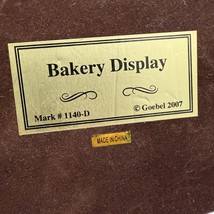 Bakery Display
Mark # 1140-D © Goebel 2007
MADE IN CHINA